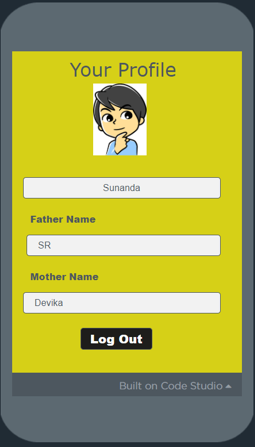 Your Profile
Sunanda
Father Name
SR
Mother Name
Devika
Log Out
Built on Code Studio